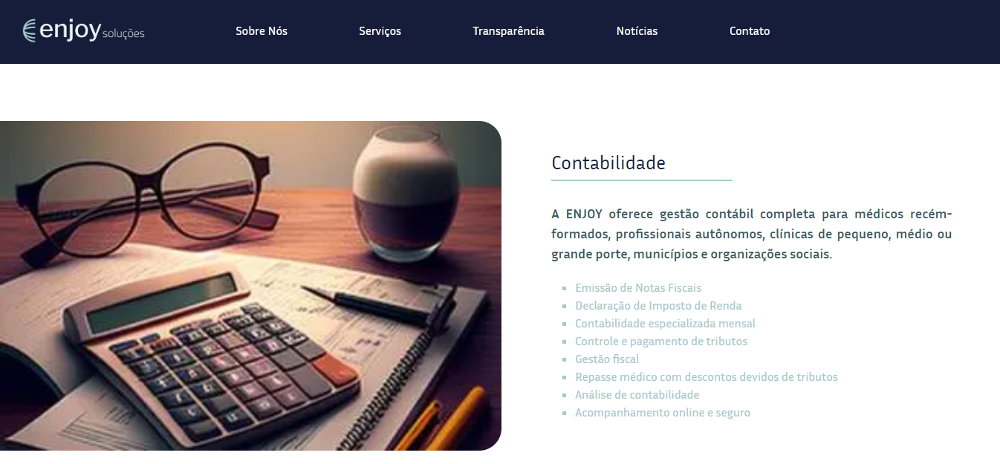 enjoy soluções
Sobre Nós
Serviços
Transparência
Notícias
Contato
Contabilidade
A ENJOY oferece gestão contábil completa para médicos recém-
formados, profissionais autônomos, clínicas de pequeno, médio ou
grande porte, municípios e organizações sociais.
Emissão de Notas Fiscais
Declaração de Imposto de Renda
Contabilidade especializada mensal
Controle e pagamento de tributos
Gestão fiscal
Repasse médico com descontos devidos de tributos
Análise de contabilidade
Acompanhamento online e seguro